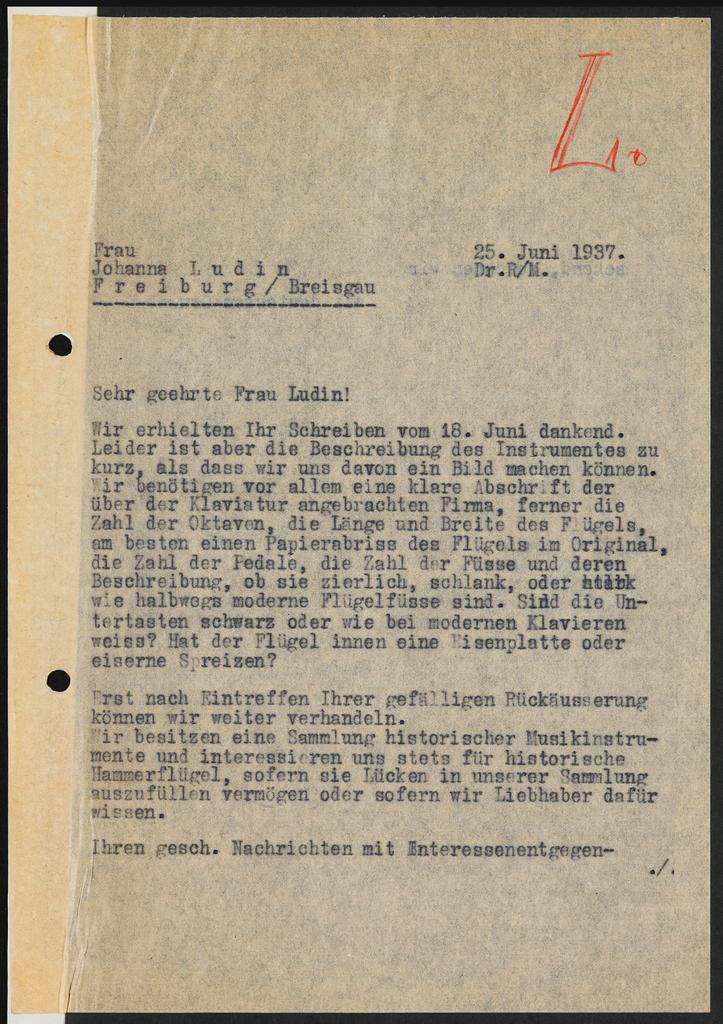 L.
Frau
Johanna L u d i n
F r e i b u r g / Breisgau
25. Juni 1937.
Dr.R/M.
Sehr geehrte Frau Ludin!
Wir erhielten Ihr Schreiben vom 18. Juni dankend.
Leider ist aber die Beschreibung des Instrumentes zu
kurz, als dass wir uns davon ein Bild machen können.
Wir benötigen vor allem eine klare Abschrift der
über der Klaviatur angebrachten Firma, ferner die
Zahl der Oktaven, die Länge und Breite des Flügels,
am besten einen Papierabriss des Flügels im Original,
die Zahl der Pedale, die Zahl der Füsse und deren
Beschreibung, ob sie zierlich, schlank, oder
wie halbwegs moderne Flügelfüsse sind. Sind die Un-
tertasten schwarz oder wie bei modernen Klavieren
weiss? Hat der Flügel innen eine Eisenplatte oder
eiserne Spreizen?
Erst nach Eintreffen Ihrer gefälligen Rückäusserung
können wir weiter verhandeln.
Wir besitzen eine Sammlung historischer Musikinstru-
mente und interessieren uns stets für historische
Hammerflügel, sofern sie Lücken in unserer Sammlung
auszufüllen vermögen oder sofern wir Liebhaber dafür
wissen.
Ihren gesch. Nachrichten mit Enteressenentgegen-
./.